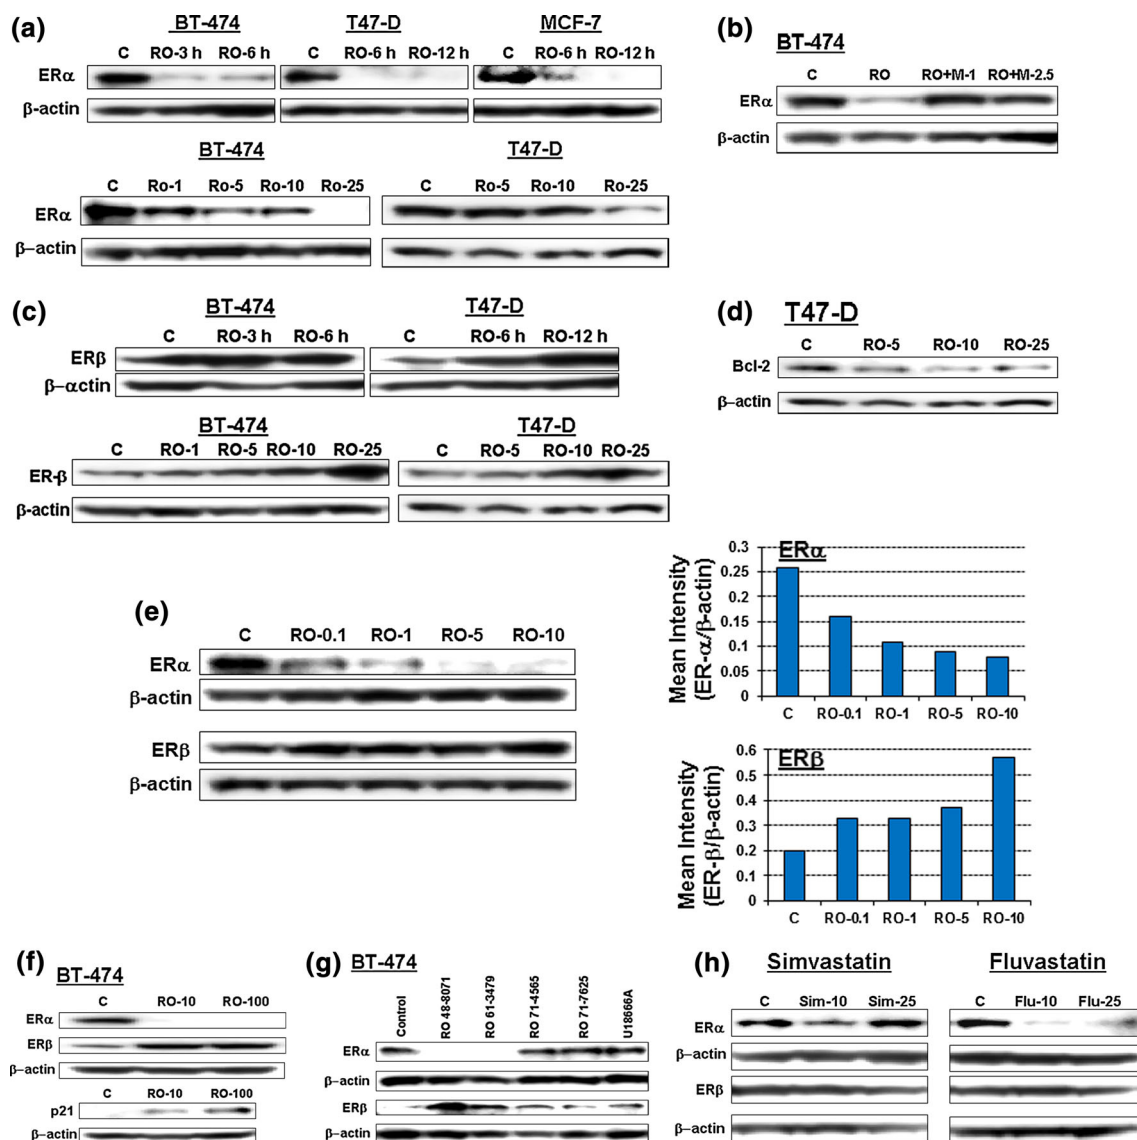 (a)
BT-474 T47-D MCF-7
C RO-3 h RO-6 h C RO-6 h RO-12 h C RO-6 h RO-12 h
ERα
β-actin
BT-474 T47-D
C Ro-1 Ro-5 Ro-10 Ro-25 C Ro-5 Ro-10 Ro-25
ERα
β-actin
(b)
BT-474
C RO RO+M-1 RO+M-2.5
ERα
β-actin
(c)
BT-474 T47-D
C RO-3 h RO-6 h C RO-6 h RO-12 h
ERβ
β-αctin
BT-474 T47-D
C RO-1 RO-5 RO-10 RO-25 C RO-5 RO-10 RO-25
ER-β
β-actin
(d)
T47-D
C RO-5 RO-10 RO-25
Bcl-2
β-actin
(e)
C RO-0.1 RO-1 RO-5 RO-10
ERα
β-actin
ERβ
β-actin
ERα
Mean Intensity
(ER-α/β-actin)
0.3
0.25
0.2
0.15
0.1
0.05
0
C RO-0.1 RO-1 RO-5 RO-10
ERβ
Mean Intensity
(ER-β/β-actin)
0.6
0.5
0.4
0.3
0.2
0.1
0
C RO-0.1 RO-1 RO-5 RO-10
(f)
BT-474
C RO-10 RO-100
ERα
ERβ
β-actin
C RO-10 RO-100
p21
β-actin
(g)
BT-474
Control RO 48-8071 RO 61-3479 RO 71-4565 RO 71-7625 U18666A
ERα
β-actin
ERβ
β-actin
(h)
Simvastatin Fluvastatin
C Sim-10 Sim-25 C Flu-10 Flu-25
ERα
β-actin
ERβ
β-actin